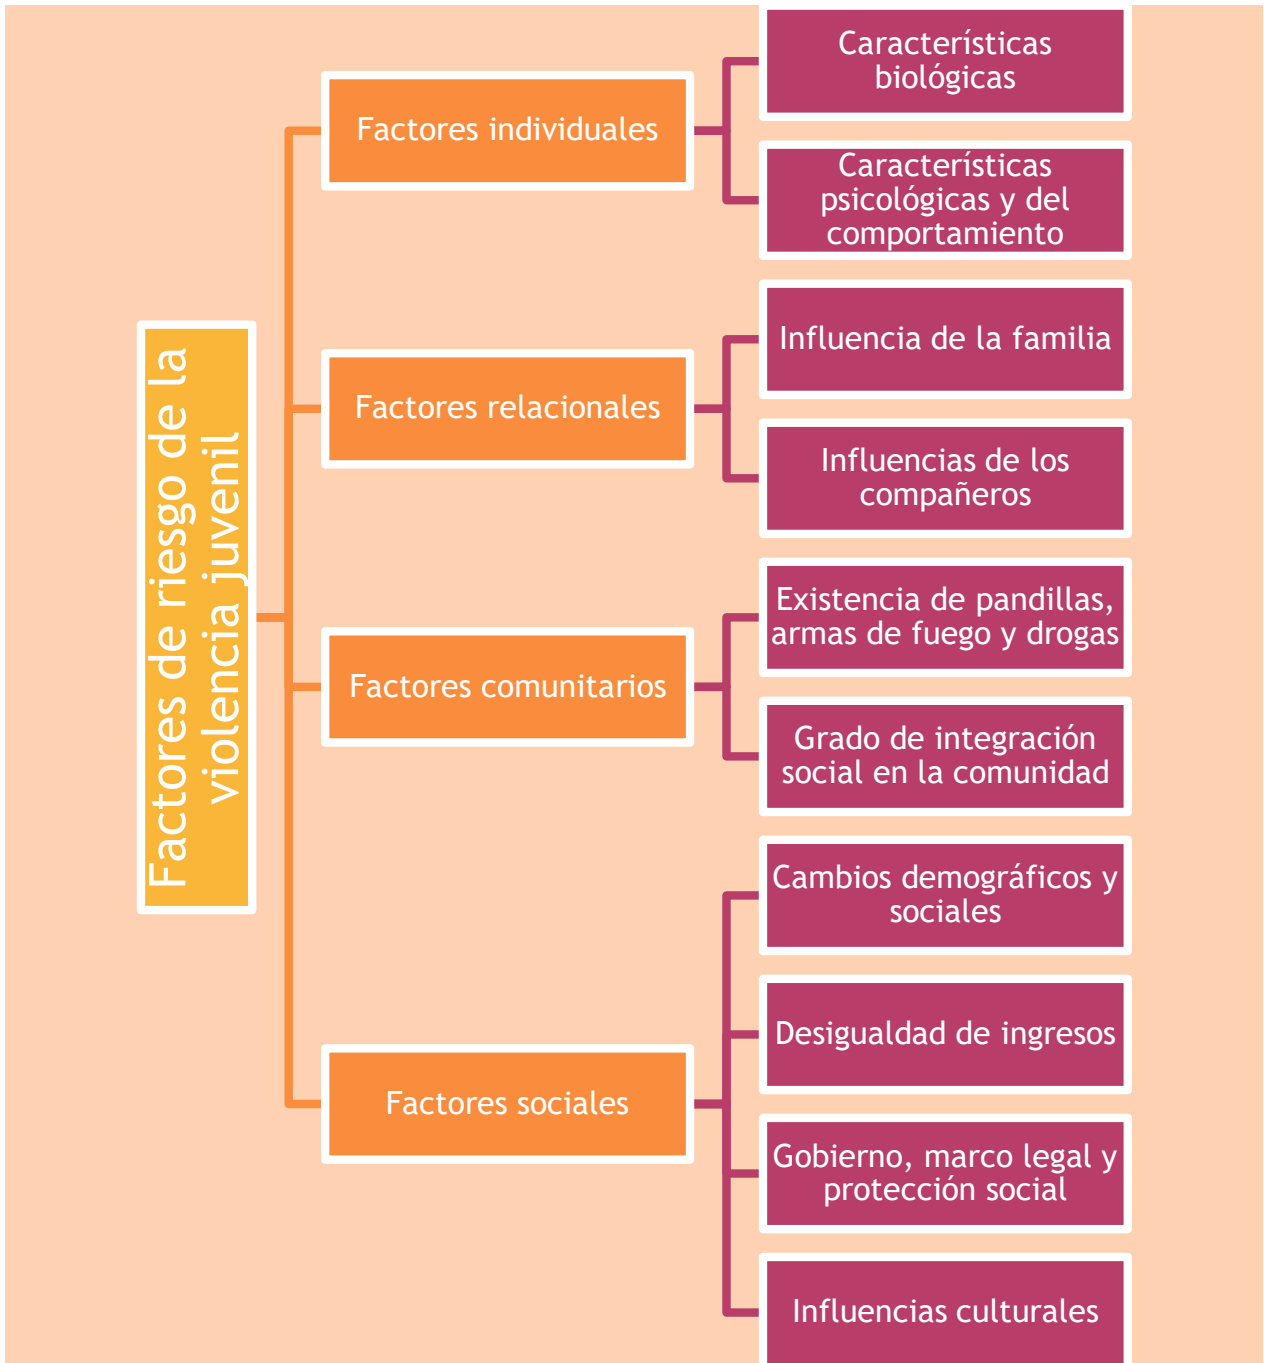 Factores de riesgo de la
violencia juvenil
Factores individuales
Características
biológicas
Características
psicológicas y del
comportamiento
Factores relacionales
Influencia de la familia
Influencias de los
compañeros
Factores comunitarios
Existencia de pandillas,
armas de fuego y drogas
Grado de integración
social en la comunidad
Factores sociales
Cambios demográficos y
sociales
Desigualdad de ingresos
Gobierno, marco legal y
protección social
Influencias culturales